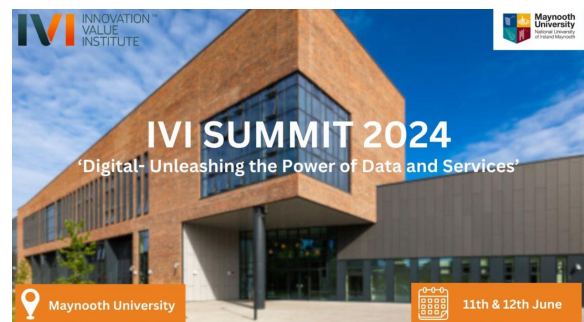 IVI INNOVATION™
VALUE
INSTITUTE
Maynooth
University
National University
of Ireland Maynooth
IVI SUMMIT 2024
‘Digital- Unleashing the Power of Data and Services’
Maynooth University
11th & 12th June